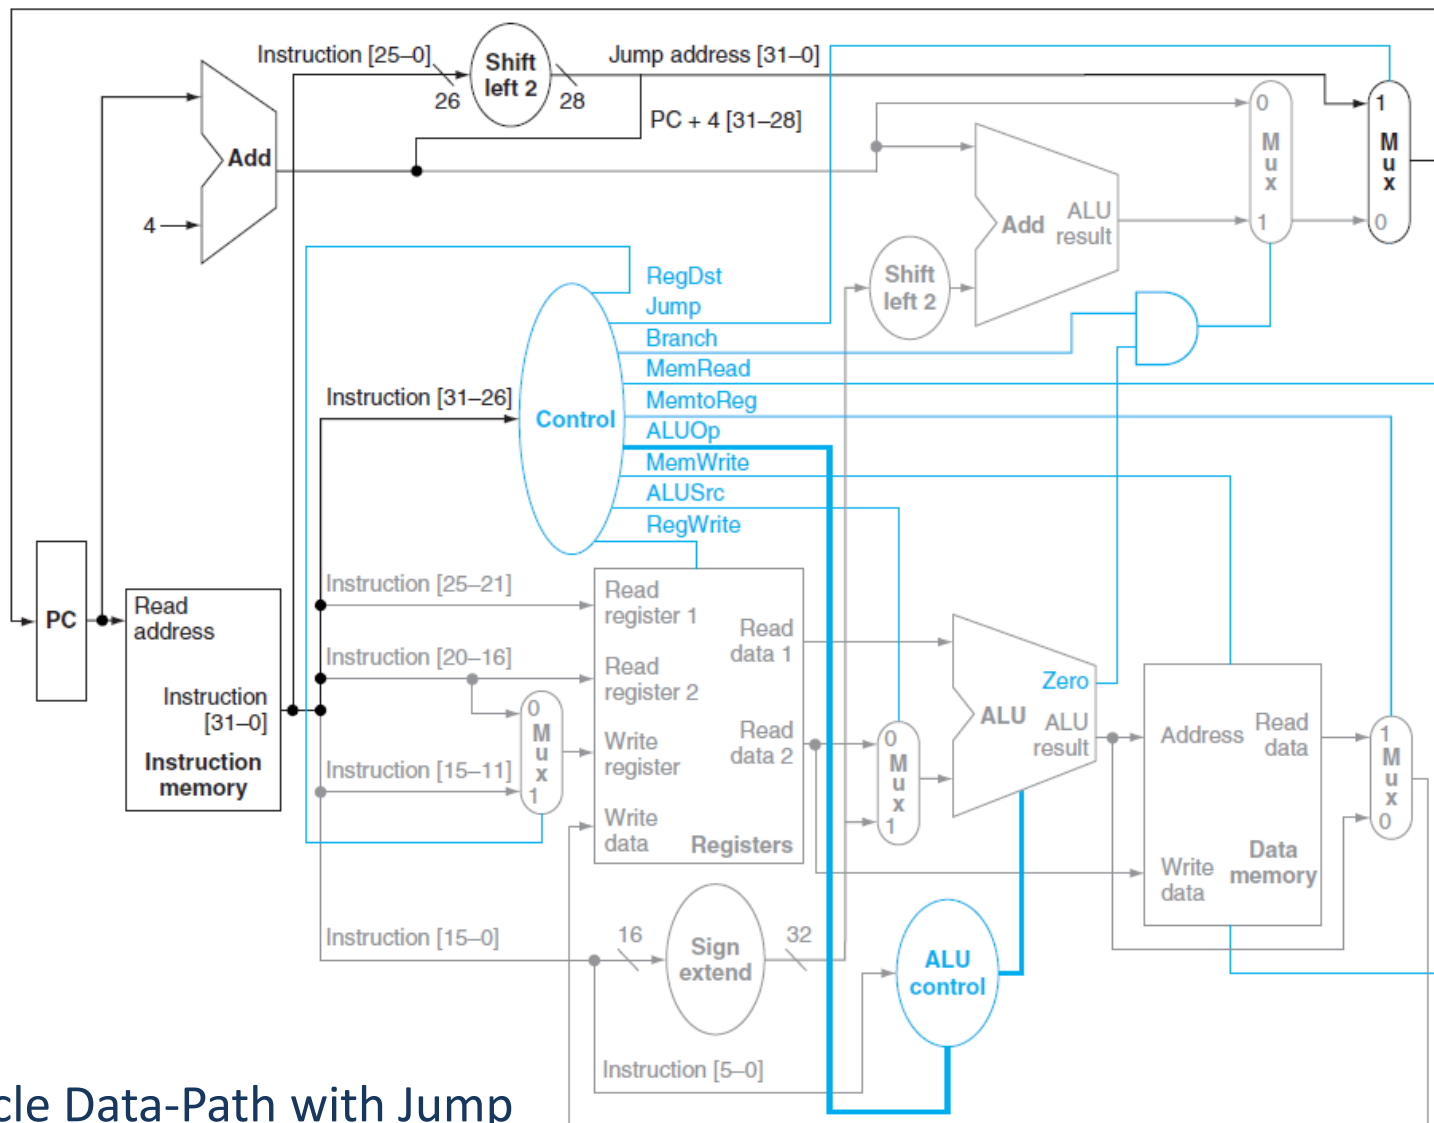 Instruction [25–0]
Shift
left 2
Jump address [31–0]
26
28
PC + 4 [31–28]
Add
4
0
M
u
x
1
1
M
u
x
0
Add
ALU
result
Shift
left 2
RegDst
Jump
Branch
MemRead
MemtoReg
ALUOp
MemWrite
ALUSrc
RegWrite
Instruction [31–26]
Control
PC
Read
address
Instruction
[31–0]
Instruction
memory
Instruction [25–21]
Instruction [20–16]
Instruction [15–11]
0
M
u
x
1
Read
register 1
Read
register 2
Write
register
Write
data
Read
data 1
Read
data 2
Registers
0
M
u
x
1
Zero
ALU
ALU
result
Address
Read
data
Write
data
Data
memory
1
M
u
x
0
Instruction [15–0]
16
Sign
extend
32
ALU
control
Instruction [5–0]
cle Data-Path with Jump